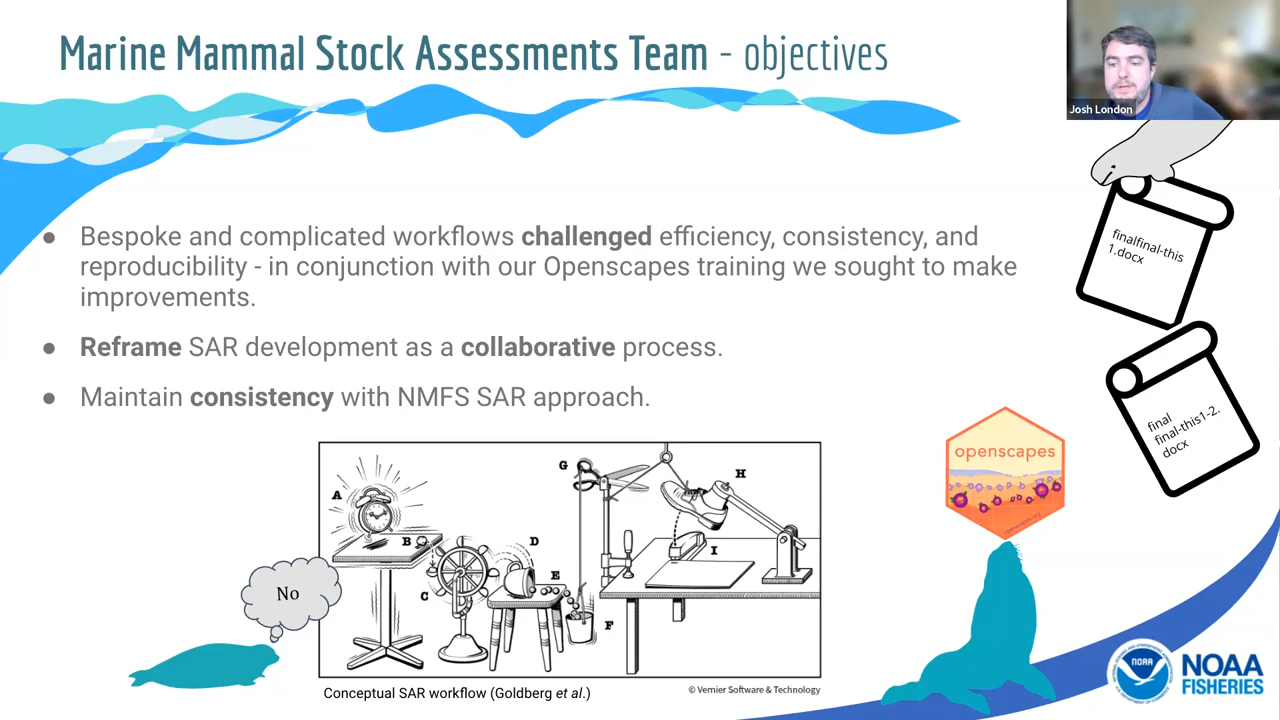 Marine Mammal Stock Assessments Team - objectives
Josh London
● Bespoke and complicated workflows challenged efficiency, consistency, and
reproducibility - in conjunction with our Openscapes training we sought to make
improvements.
● Reframe SAR development as a collaborative process.
● Maintain consistency with NMFS SAR approach.
finalfinal-this
1.docx
final
final-this1-2.
docx
openscapes
A
B
C
D
E
F
G
H
I
No
Conceptual SAR workflow (Goldberg et al.)
© Vernier Software & Technology
NOAA
NOAA
FISHERIES